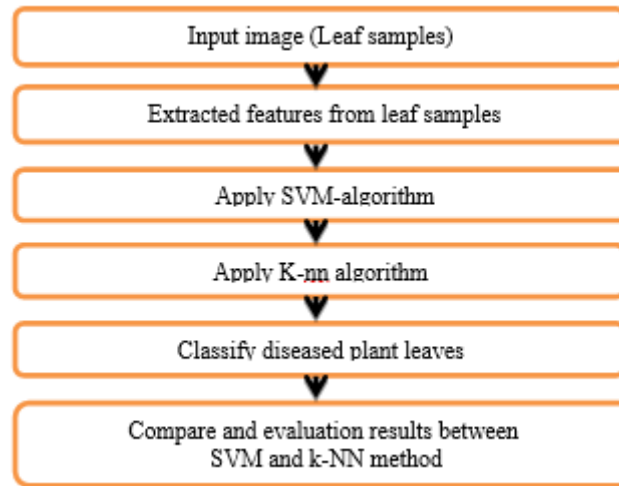 Input image (Leaf samples)
Extracted features from leaf samples
Apply SVM-algorithm
Apply K-nn algorithm
Classify diseased plant leaves
Compare and evaluation results between
SVM and k-NN method